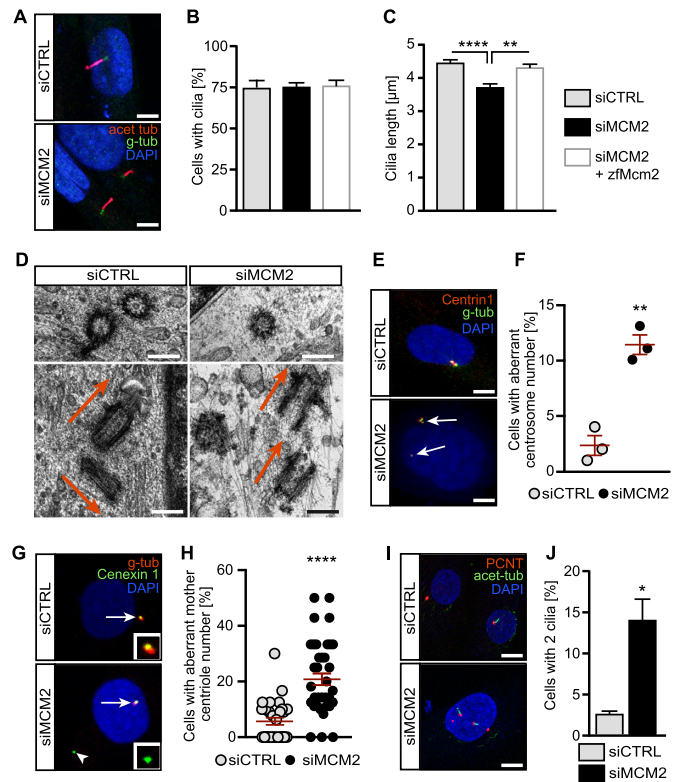 A
siCTRL
siMCM2
acet tub
g-tub
DAPI
B
Cells with cilia [%]
100
75
50
25
0
C
Cilia length [µm]
5
4
3
2
1
0
**** **
siCTRL
siMCM2
siMCM2
+ zfMcm2
D
siCTRL
siMCM2
E
siCTRL
siMCM2
Centrin1
g-tub
DAPI
F
Cells with aberrant
centrosome number [%]
15
10
5
0
**
siCTRL siMCM2
G
siCTRL
siMCM2
g-tub
Cenexin 1
DAPI
H
Cells with aberrant mother
centriole number [%]
60
40
20
0
****
siCTRL siMCM2
I
siCTRL
siMCM2
PCNT
acet-tub
DAPI
J
Cells with 2 cilia [%]
20
15
10
5
0
*
siCTRL
siMCM2